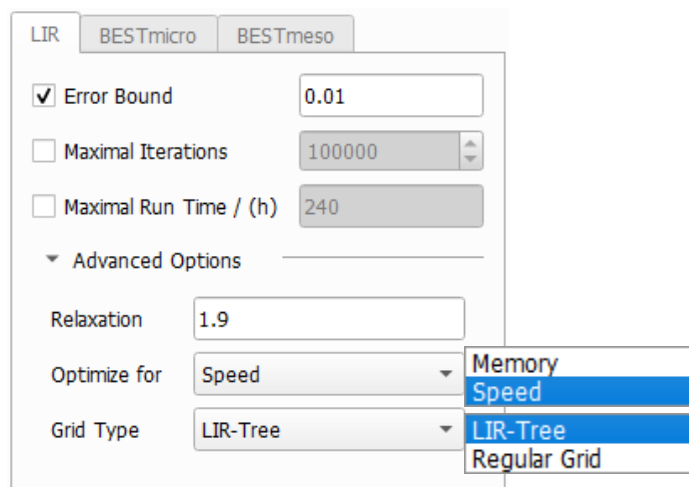 LIR BESTmicro BESTmeso
Error Bound 0.01
Maximal Iterations 100000
Maximal Run Time / (h) 240
Advanced Options
Relaxation 1.9
Optimize for Speed
Memory
Speed
Grid Type LIR-Tree
LIR-Tree
Regular Grid